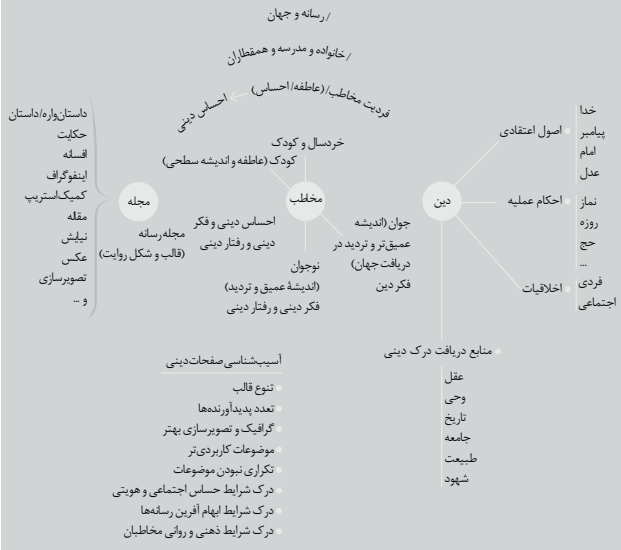 /رسانه و جهان
/خانواده و مدرسه و همقطاران
فردیت مخاطب/(عاطفه/احساس) احساس دینی
خدا
پیامبر
امام
عدل
اصول اعتقادی
نماز
روزه
حج
...
احکام عملیه
فردی
اجتماعی
اخلاقیات
دین
منابع دریافت درک دینی
عقل
وحی
تاریخ
جامعه
طبیعت
شهود
خردسال و کودک
کودک (عاطفه و اندیشه سطحی)
مخاطب
جوان (اندیشه
عمیق‌تر و تردید در
دریافت جهان)
فکر دین
احساس دینی و فکر
دینی و رفتار دینی
نوجوان
(اندیشهٔ عمیق و تردید)
فکر دینی و رفتار دینی
مجله
مجله رسانه
(قالب و شکل روایت)
داستان‌واره/داستان
حکایت
افسانه
اینفوگراف
کمیک‌استریپ
مقاله
نیایش
عکس
تصویرسازی
و ...
آسیب‌شناسی صفحات دینی
تنوع قالب
تعدد پدیدآورنده‌ها
گرافیک و تصویرسازی بهتر
موضوعات کاربردی‌تر
تکراری نبودن موضوعات
درک شرایط حساس اجتماعی و هویتی
درک شرایط ابهام آفرین رسانه‌ها
درک شرایط ذهنی و روانی مخاطبان